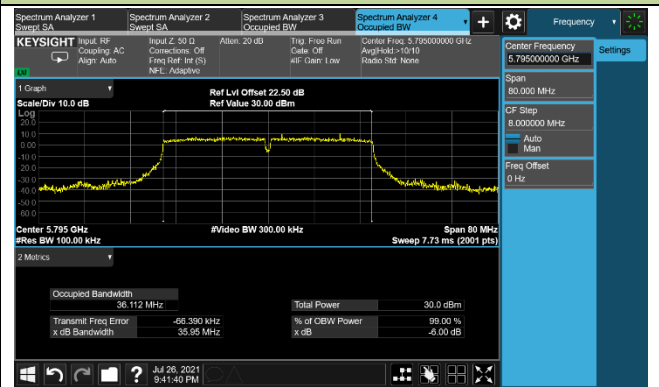 Spectrum Analyzer 1
Swept SA
Spectrum Analyzer 2
Swept SA
Spectrum Analyzer 3
Occupied BW
Spectrum Analyzer 4
Occupied BW
Frequency
KEYSIGHT
Input: RF
Coupling: AC
Align: Auto
Input Z: 50 Ω
Corrections: Off
Freq Ref: Int (S)
NFE: Adaptive
Atten: 20 dB
Trig: Free Run
Gate: Off
#IF Gain: Low
Center Freq: 5.795000000 GHz
Avg|Hold:>10/10
Radio Std: None
LXI
Center Frequency
5.795000000 GHz
Settings
Span
80.000 MHz
CF Step
8.000000 MHz
Auto
Man
Freq Offset
0 Hz
1 Graph
Scale/Div 10.0 dB
Ref Lvl Offset 22.50 dB
Ref Value 30.00 dBm
Log
20.0
10.0
0.00
-10.0
-20.0
-30.0
-40.0
-50.0
-60.0
Center 5.795 GHz
#Res BW 100.00 kHz
#Video BW 300.00 kHz
Span 80 MHz
Sweep 7.73 ms (2001 pts)
2 Metrics
Occupied Bandwidth
36.112 MHz
Total Power 30.0 dBm
Transmit Freq Error -66.390 kHz
% of OBW Power 99.00 %
x dB Bandwidth 35.95 MHz
x dB -6.00 dB
?
Jul 26, 2021
9:41:40 PM